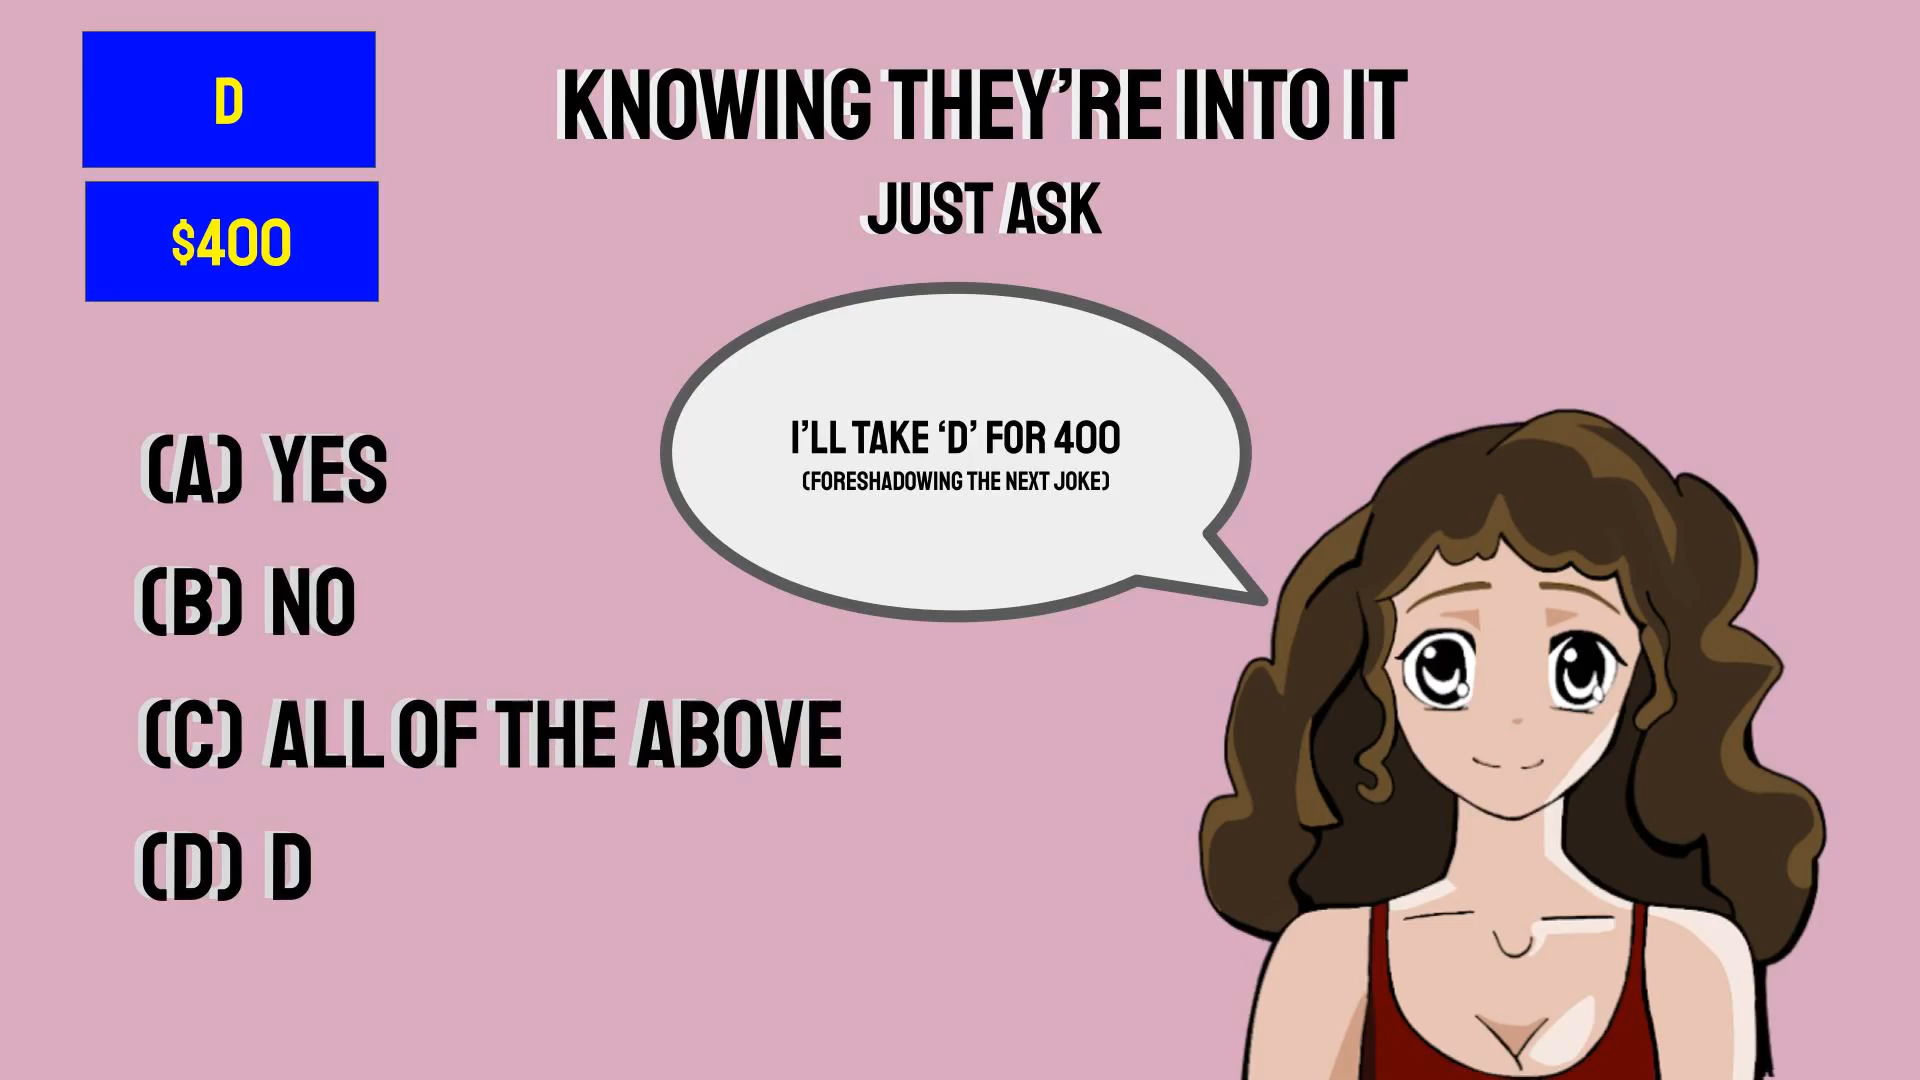 D
$400
KNOWING THEY’RE INTO IT
JUST ASK
I’LL TAKE ‘D’ FOR 400
(FORESHADOWING THE NEXT JOKE)
(A) YES
(B) NO
(C) ALL OF THE ABOVE
(D) D